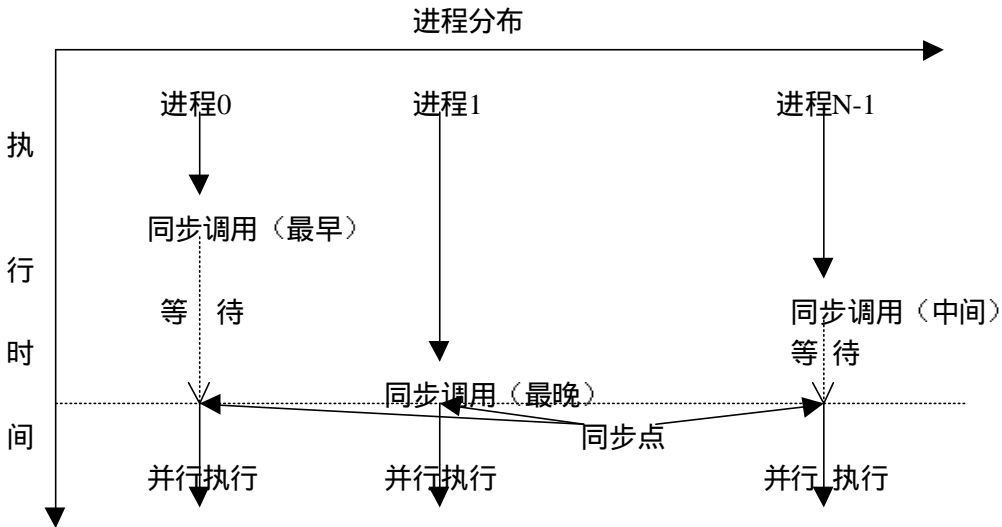 进程分布
进程0
进程1
进程N-1
执行时间
同步调用（最早）
等 待
同步调用（中间）
等 待
同步调用（最晚）
同步点
并行执行
并行执行
并行 执行